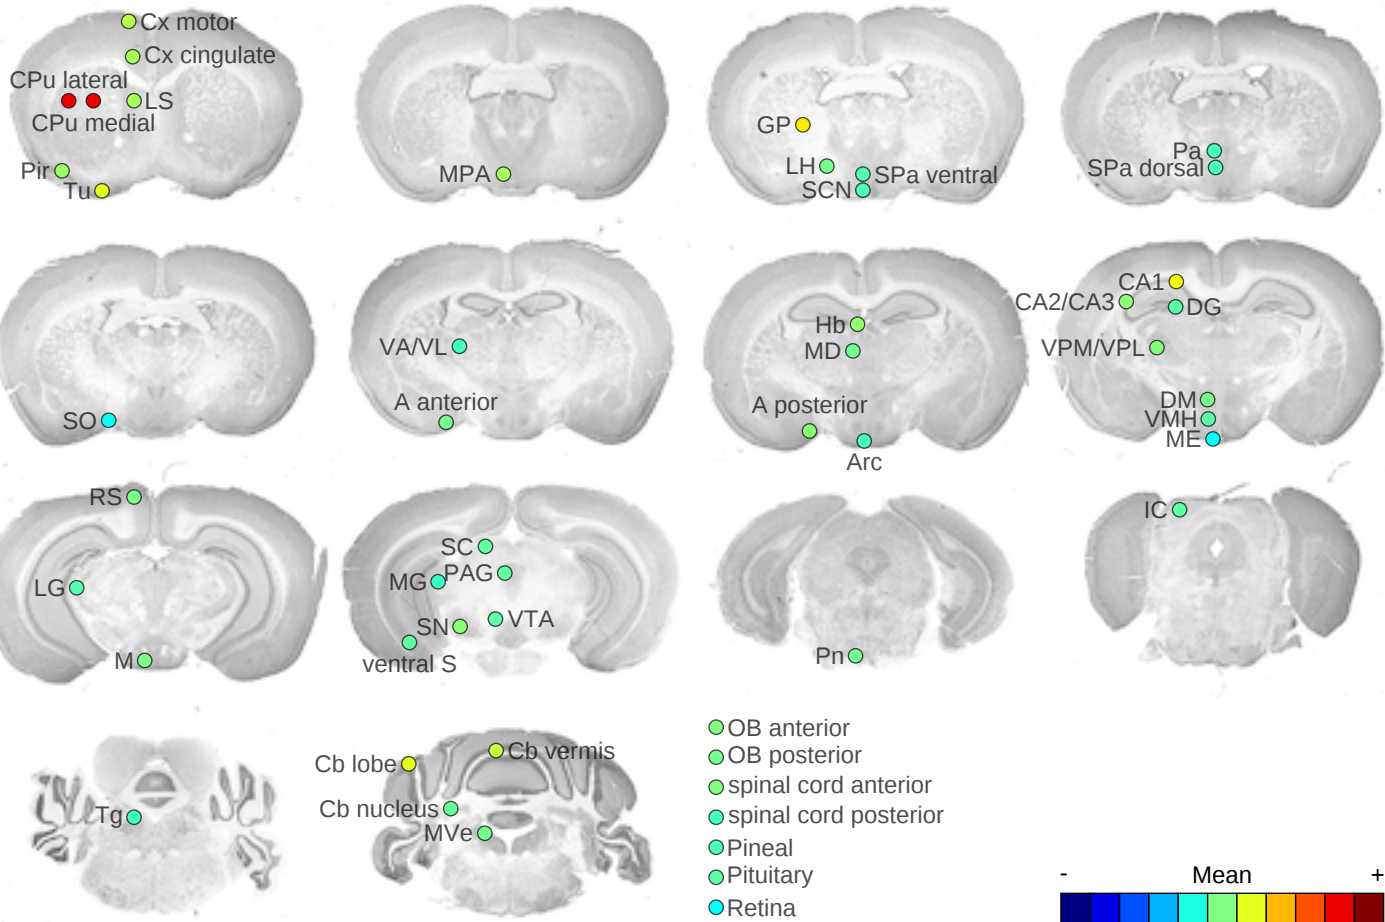 Cx motor
Cx cingulate
CPu lateral
LS
CPu medial
Pir
Tu
MPA
GP
LH
SPa ventral
SCN
Pa
SPa dorsal
SO
VA/VL
A anterior
Hb
MD
A posterior
Arc
CA1
CA2/CA3
DG
VPM/VPL
DM
VMH
ME
RS
LG
M
SC
MG
PAG
SN
VTA
ventral S
Pn
IC
Tg
Cb lobe
Cb vermis
Cb nucleus
MVe
OB anterior
OB posterior
spinal cord anterior
spinal cord posterior
Pineal
Pituitary
Retina
- Mean +